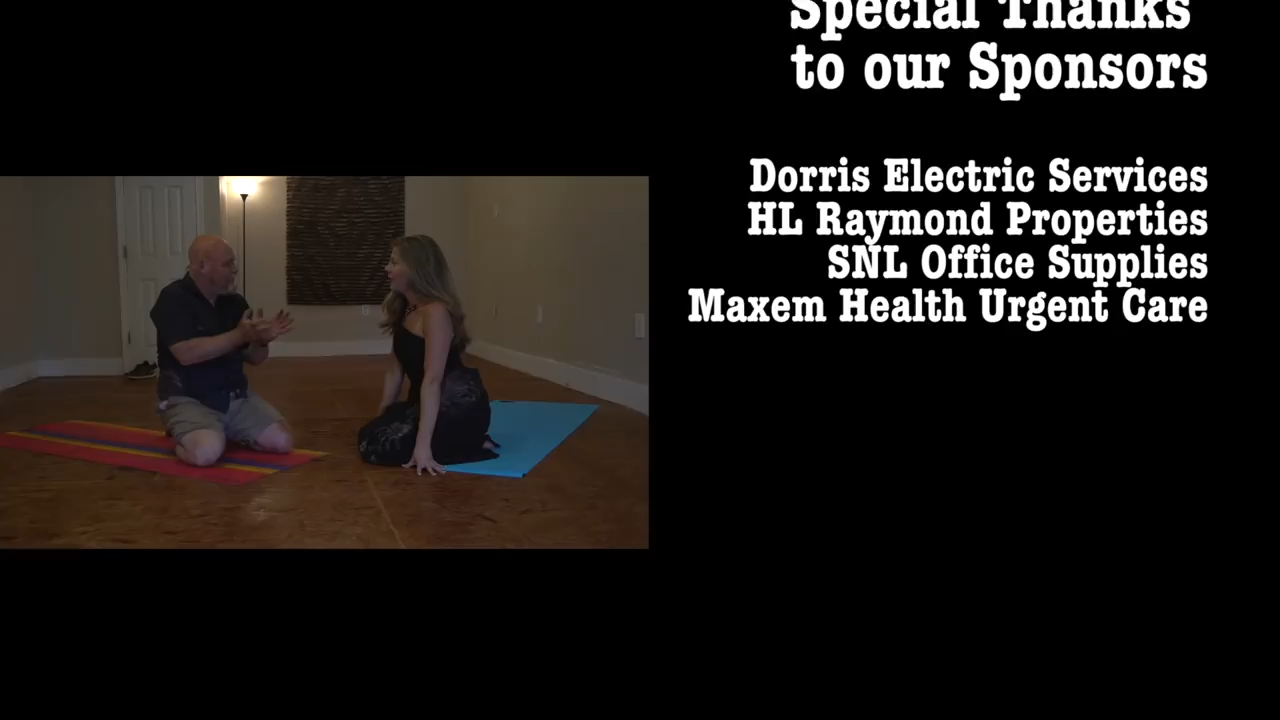 Special Thanks
to our Sponsors
Dorris Electric Services
HL Raymond Properties
SNL Office Supplies
Maxem Health Urgent Care